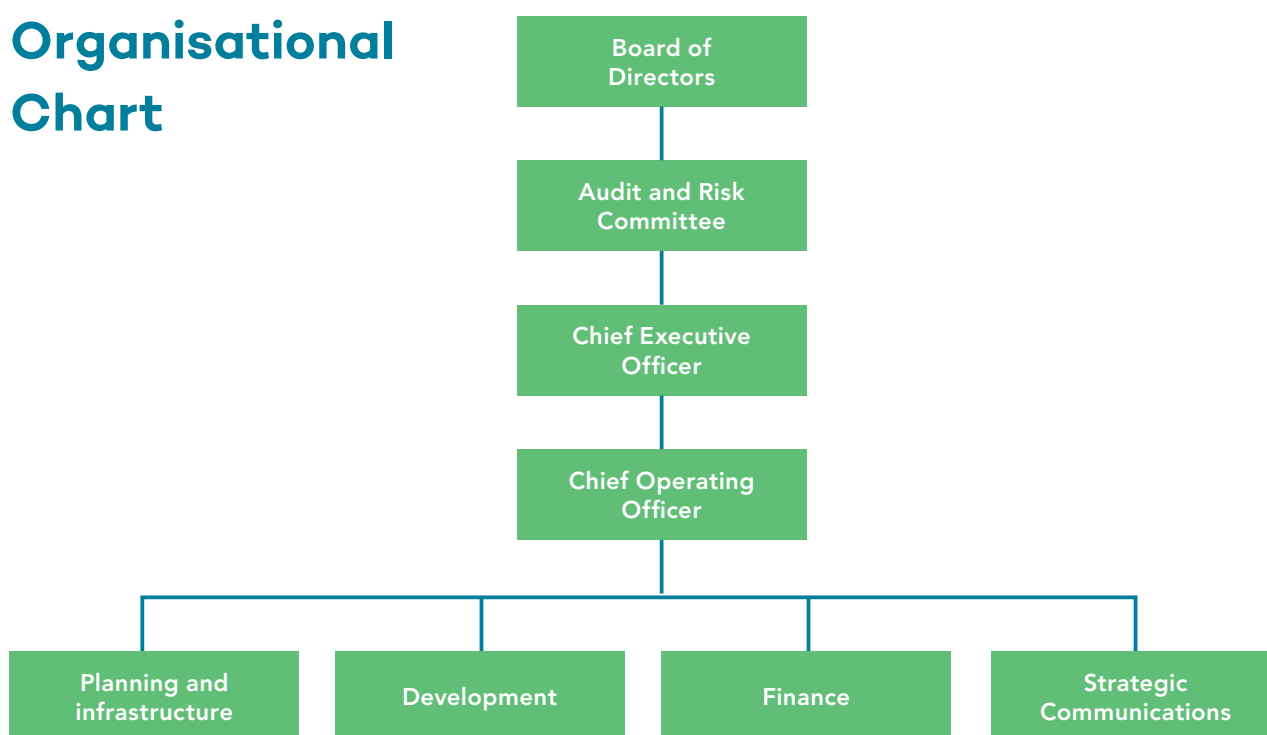 Organisational
Chart
Board of
Directors
Audit and Risk
Committee
Chief Executive
Officer
Chief Operating
Officer
Planning and
infrastructure
Development
Finance
Strategic
Communications